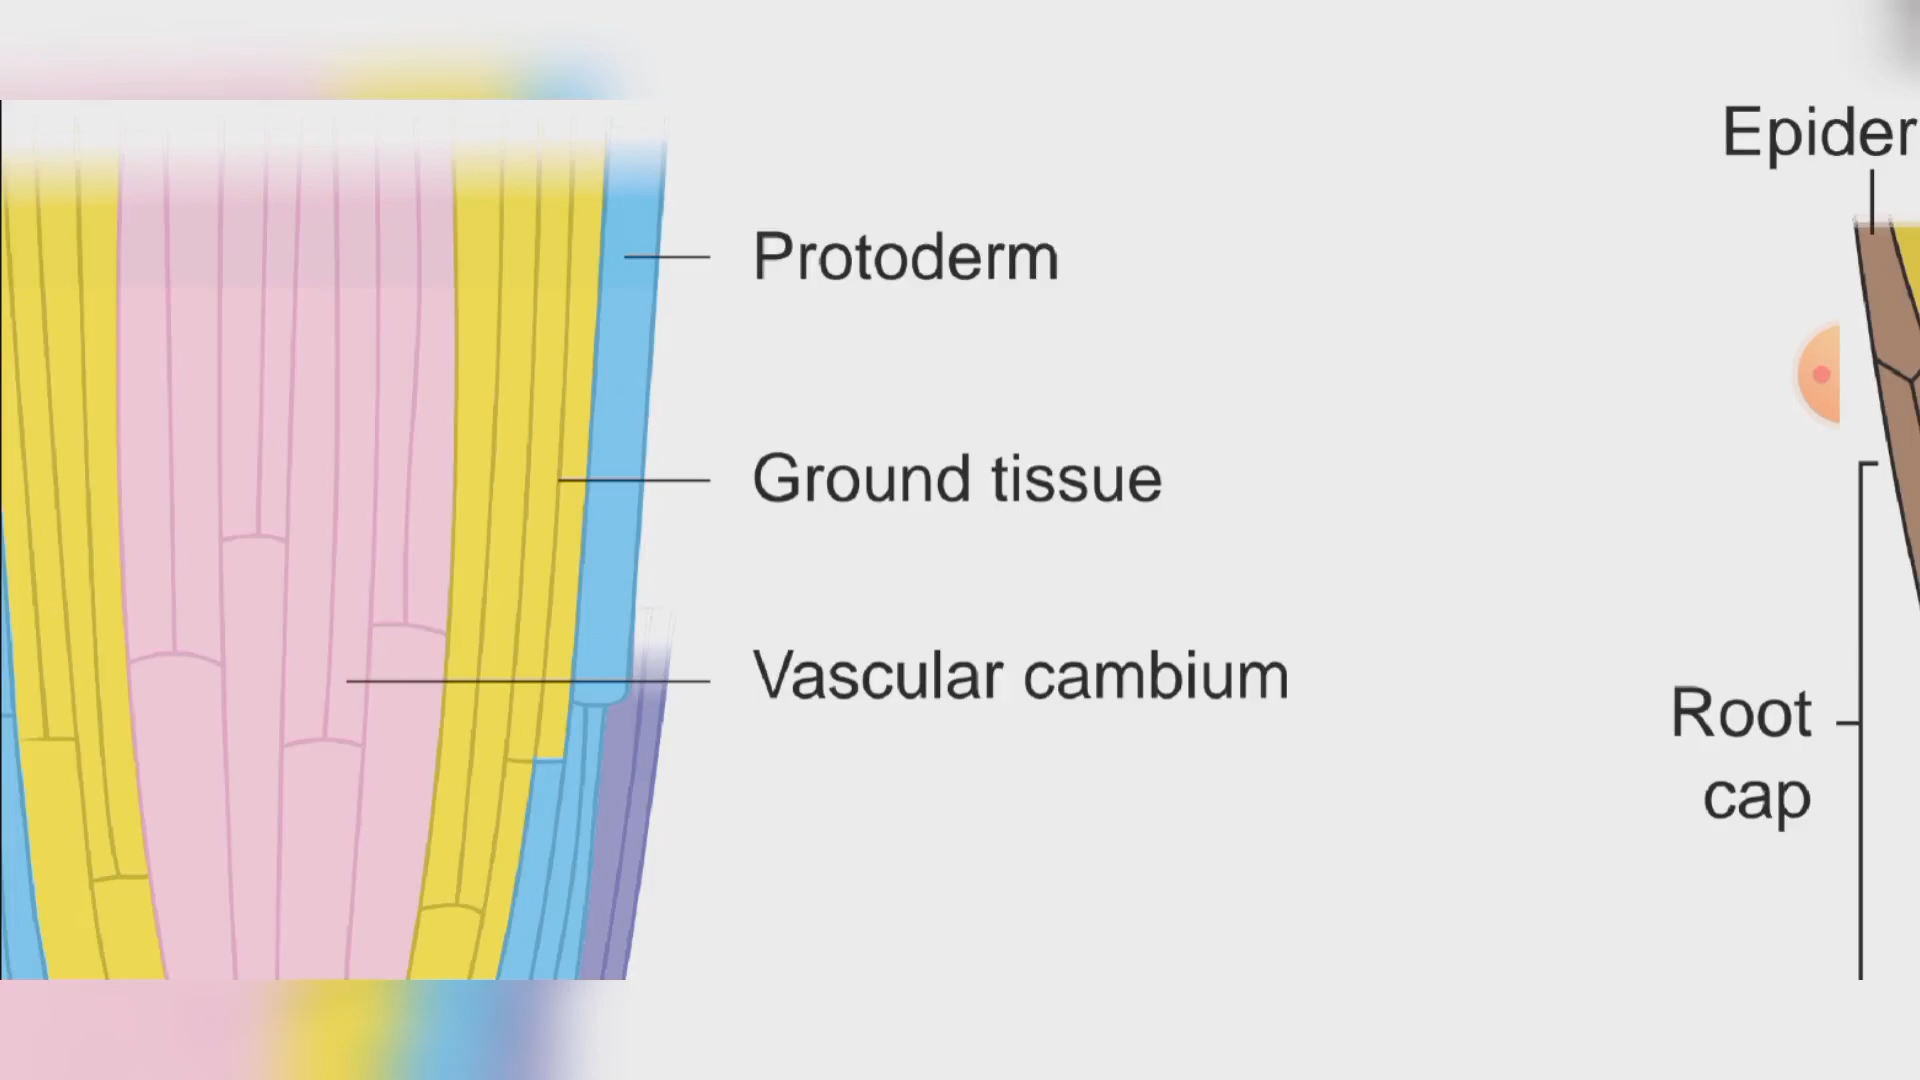 Protoderm
Ground tissue
Vascular cambium
Epider
Root
cap